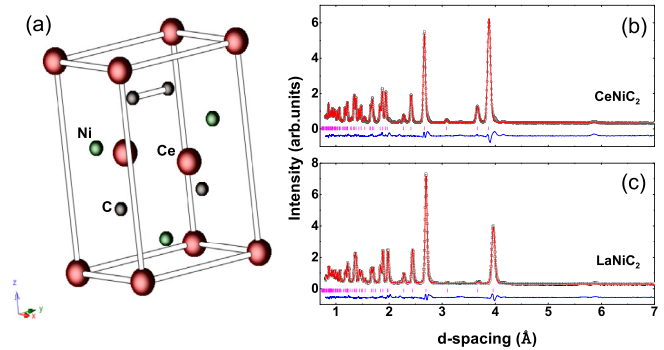 (a)
Ni
Ce
C
z
y
x
Intensity (arb.units)
(b)
6
4
2
0
CeNiC2
(c)
8
6
4
2
0
LaNiC2
1 2 3 4 5 6 7
d-spacing (Å)